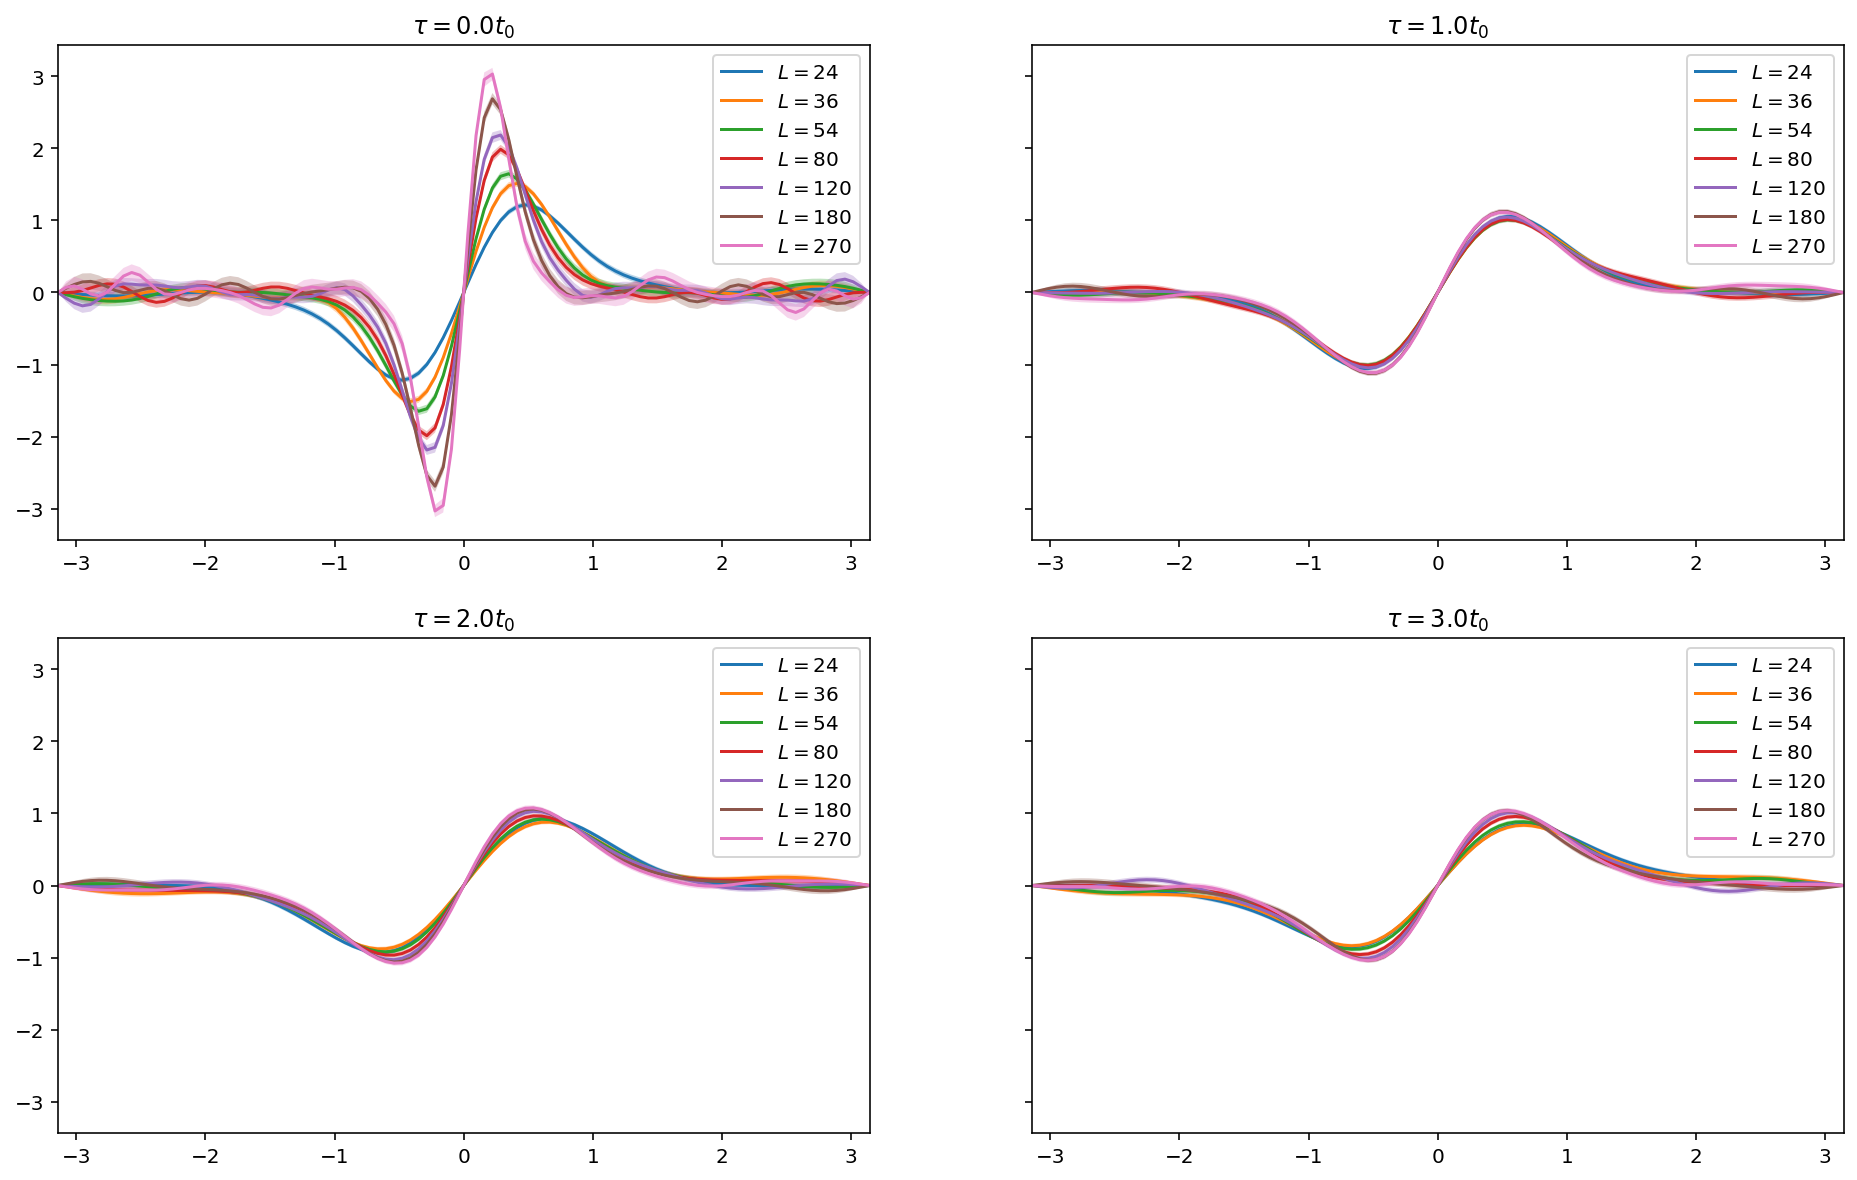 τ = 0.0t₀
3
2
1
0
−1
−2
−3
−3 −2 −1 0 1 2 3
L = 24
L = 36
L = 54
L = 80
L = 120
L = 180
L = 270
τ = 1.0t₀
−3 −2 −1 0 1 2 3
L = 24
L = 36
L = 54
L = 80
L = 120
L = 180
L = 270
τ = 2.0t₀
3
2
1
0
−1
−2
−3
−3 −2 −1 0 1 2 3
L = 24
L = 36
L = 54
L = 80
L = 120
L = 180
L = 270
τ = 3.0t₀
−3 −2 −1 0 1 2 3
L = 24
L = 36
L = 54
L = 80
L = 120
L = 180
L = 270